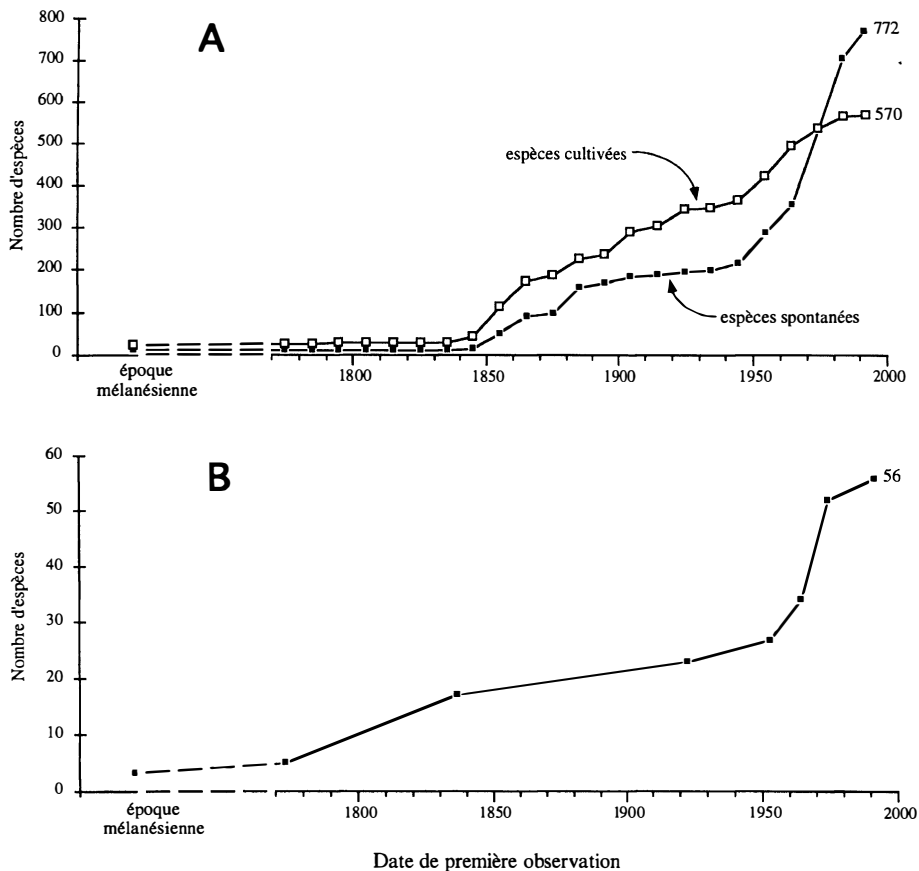 A
Nombre d'espèces
800
700
600
500
400
300
200
100
0
772
570
espèces cultivées
espèces spontanées
époque
mélanésienne
1800
1850
1900
1950
2000
B
Nombre d'espèces
60
50
40
30
20
10
0
56
époque
mélanésienne
1800
1850
1900
1950
2000
Date de première observation